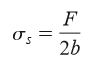 σₛ = F / 2b